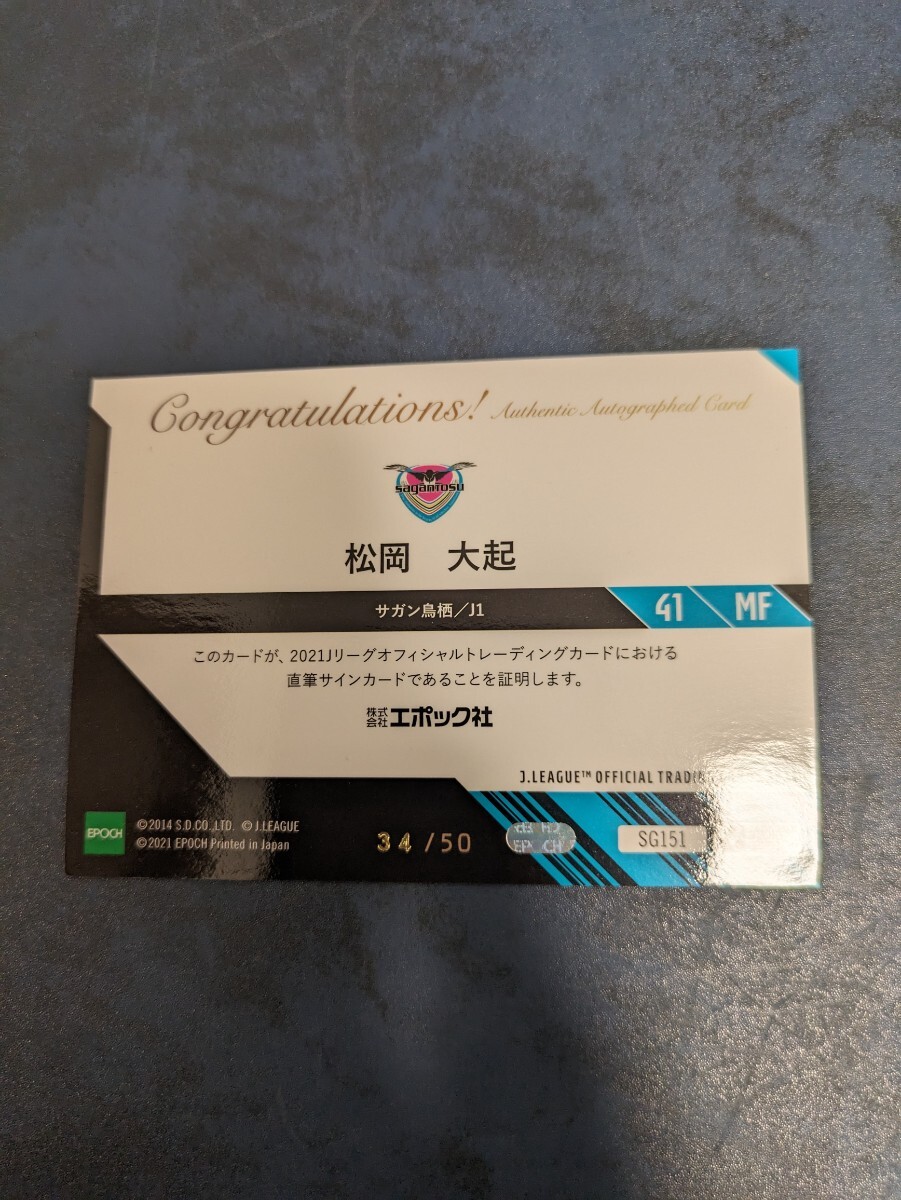 Congratulations! Authentic Autographed Card
saganTosu
松岡　大起
サガン鳥栖／J1
41 MF
このカードが、2021Jリーグオフィシャルトレーディングカードにおける
直筆サインカードであることを証明します。
株式会社エポック社
J.LEAGUE™ OFFICIAL
EPOCH
©2014 S.D.CO.,LTD. © J.LEAGUE
©2021 EPOCH Printed in Japan
34/50
SG151